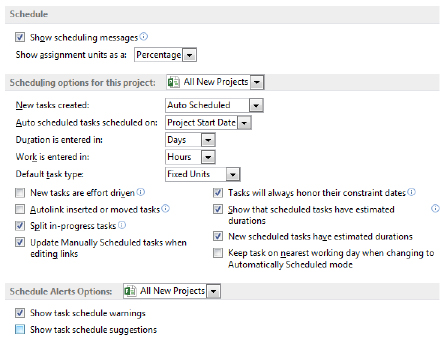 Schedule
Show scheduling messages
Show assignment units as a: Percentage
Scheduling options for this project: All New Projects
New tasks created: Auto Scheduled
Auto scheduled tasks scheduled on: Project Start Date
Duration is entered in: Days
Work is entered in: Hours
Default task type: Fixed Units
New tasks are effort driven
Autolink inserted or moved tasks
Split in-progress tasks
Update Manually Scheduled tasks when
editing links
Tasks will always honor their constraint dates
Show that scheduled tasks have estimated
durations
New scheduled tasks have estimated durations
Keep task on nearest working day when changing to
Automatically Scheduled mode
Schedule Alerts Options: All New Projects
Show task schedule warnings
Show task schedule suggestions